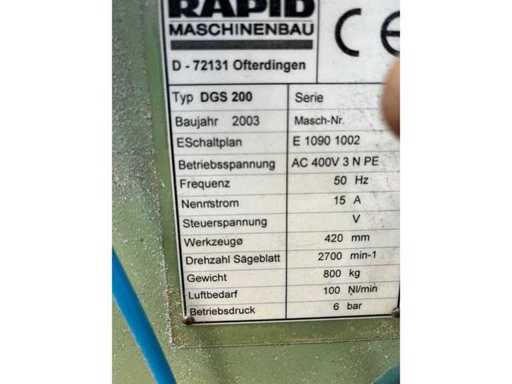 RAPID
MASCHINENBAU
CE
D - 72131 Ofterdingen
Typ DGS 200 Serie
Baujahr 2003 Masch-Nr.
ESchaltplan E 1090 1002
Betriebsspannung AC 400V 3 N PE
Frequenz 50 Hz
Nennstrom 15 A
Steuerspannung V
Werkzeugø 420 mm
Drehzahl Sägeblatt 2700 min-1
Gewicht 800 kg
Luftbedarf 100 Nl/min
Betriebsdruck 6 bar